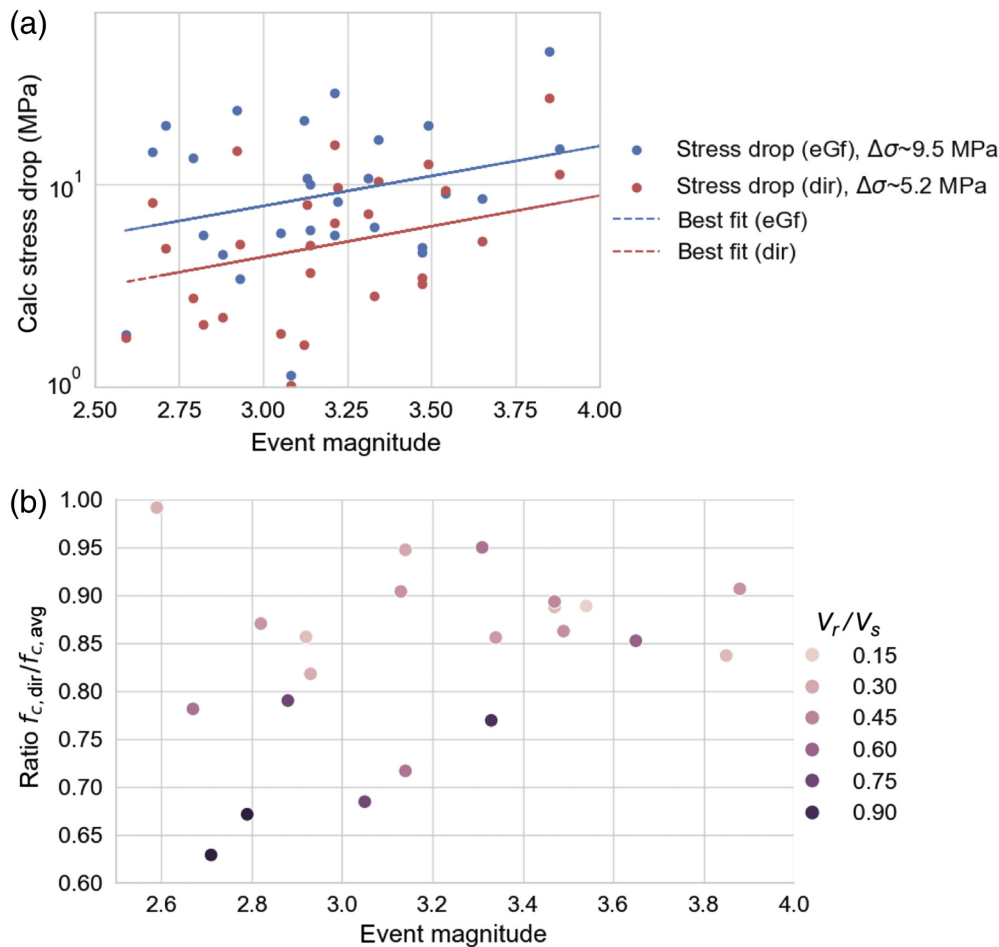 (a)
Calc stress drop (MPa)
10¹
10⁰
2.50 2.75 3.00 3.25 3.50 3.75 4.00
Event magnitude
Stress drop (eGf), Δσ~9.5 MPa
Stress drop (dir), Δσ~5.2 MPa
Best fit (eGf)
Best fit (dir)
(b)
Ratio f_c,dir/f_c,avg
1.00
0.95
0.90
0.85
0.80
0.75
0.70
0.65
0.60
2.6 2.8 3.0 3.2 3.4 3.6 3.8 4.0
Event magnitude
V_r/V_s
0.15
0.30
0.45
0.60
0.75
0.90